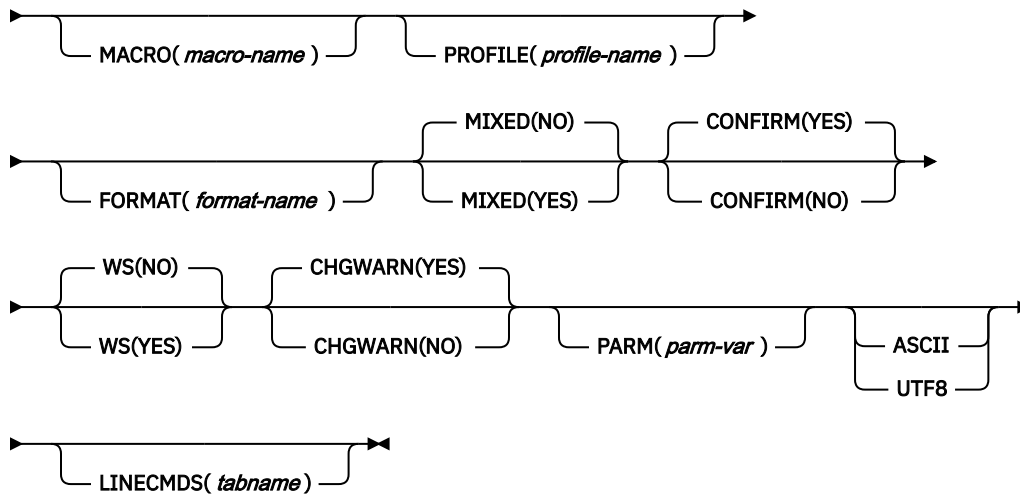 MACRO( macro-name ) PROFILE( profile-name )
MIXED(NO) CONFIRM(YES)
FORMAT( format-name ) MIXED(YES) CONFIRM(NO)
WS(NO) CHGWARN(YES)
WS(YES) CHGWARN(NO) PARM( parm-var ) ASCII
UTF8
LINECMDS( tabname )